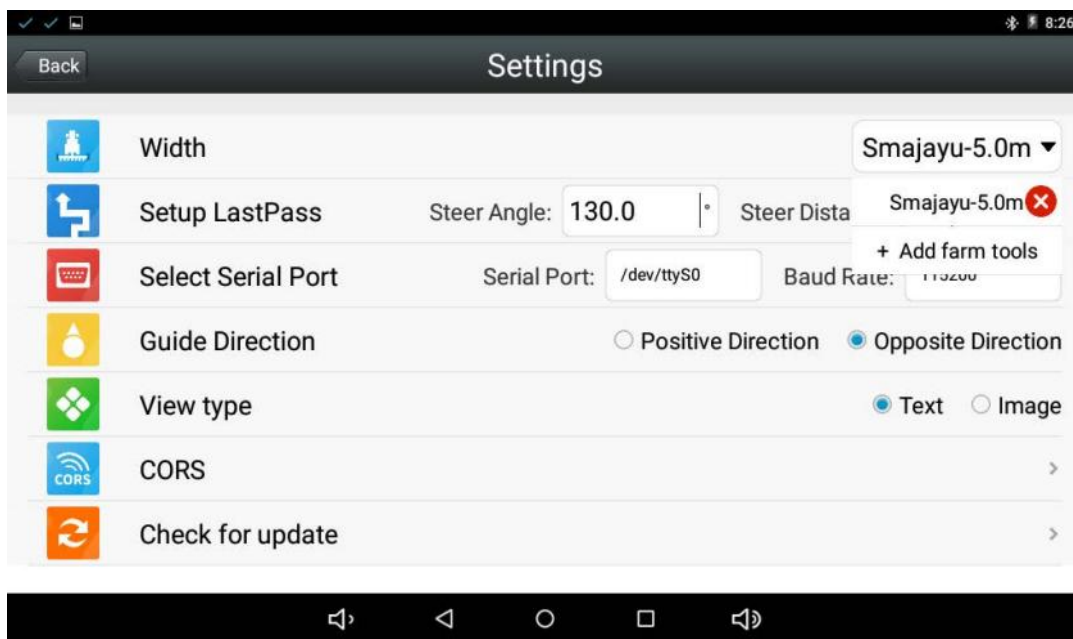 8:26
Back
Settings
Width
Smajayu-5.0m
Setup LastPass
Steer Angle:
130.0
°
Steer Dista
Smajayu-5.0m
+ Add farm tools
Select Serial Port
Serial Port:
/dev/ttyS0
Baud Rate:
115200
Guide Direction
Positive Direction
Opposite Direction
View type
Text
Image
CORS
CORS
Check for update